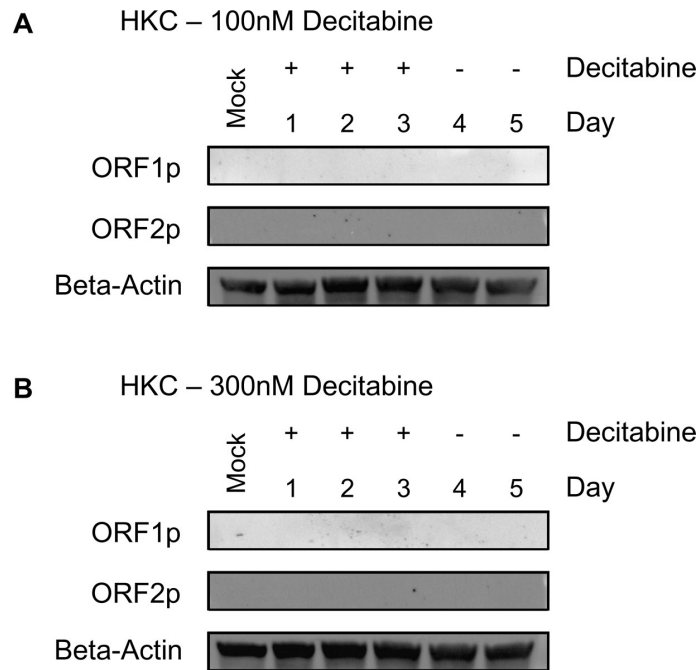 A HKC – 100nM Decitabine
Mock + + + - - Decitabine
1 2 3 4 5 Day
ORF1p
ORF2p
Beta-Actin
B HKC – 300nM Decitabine
Mock + + + - - Decitabine
1 2 3 4 5 Day
ORF1p
ORF2p
Beta-Actin